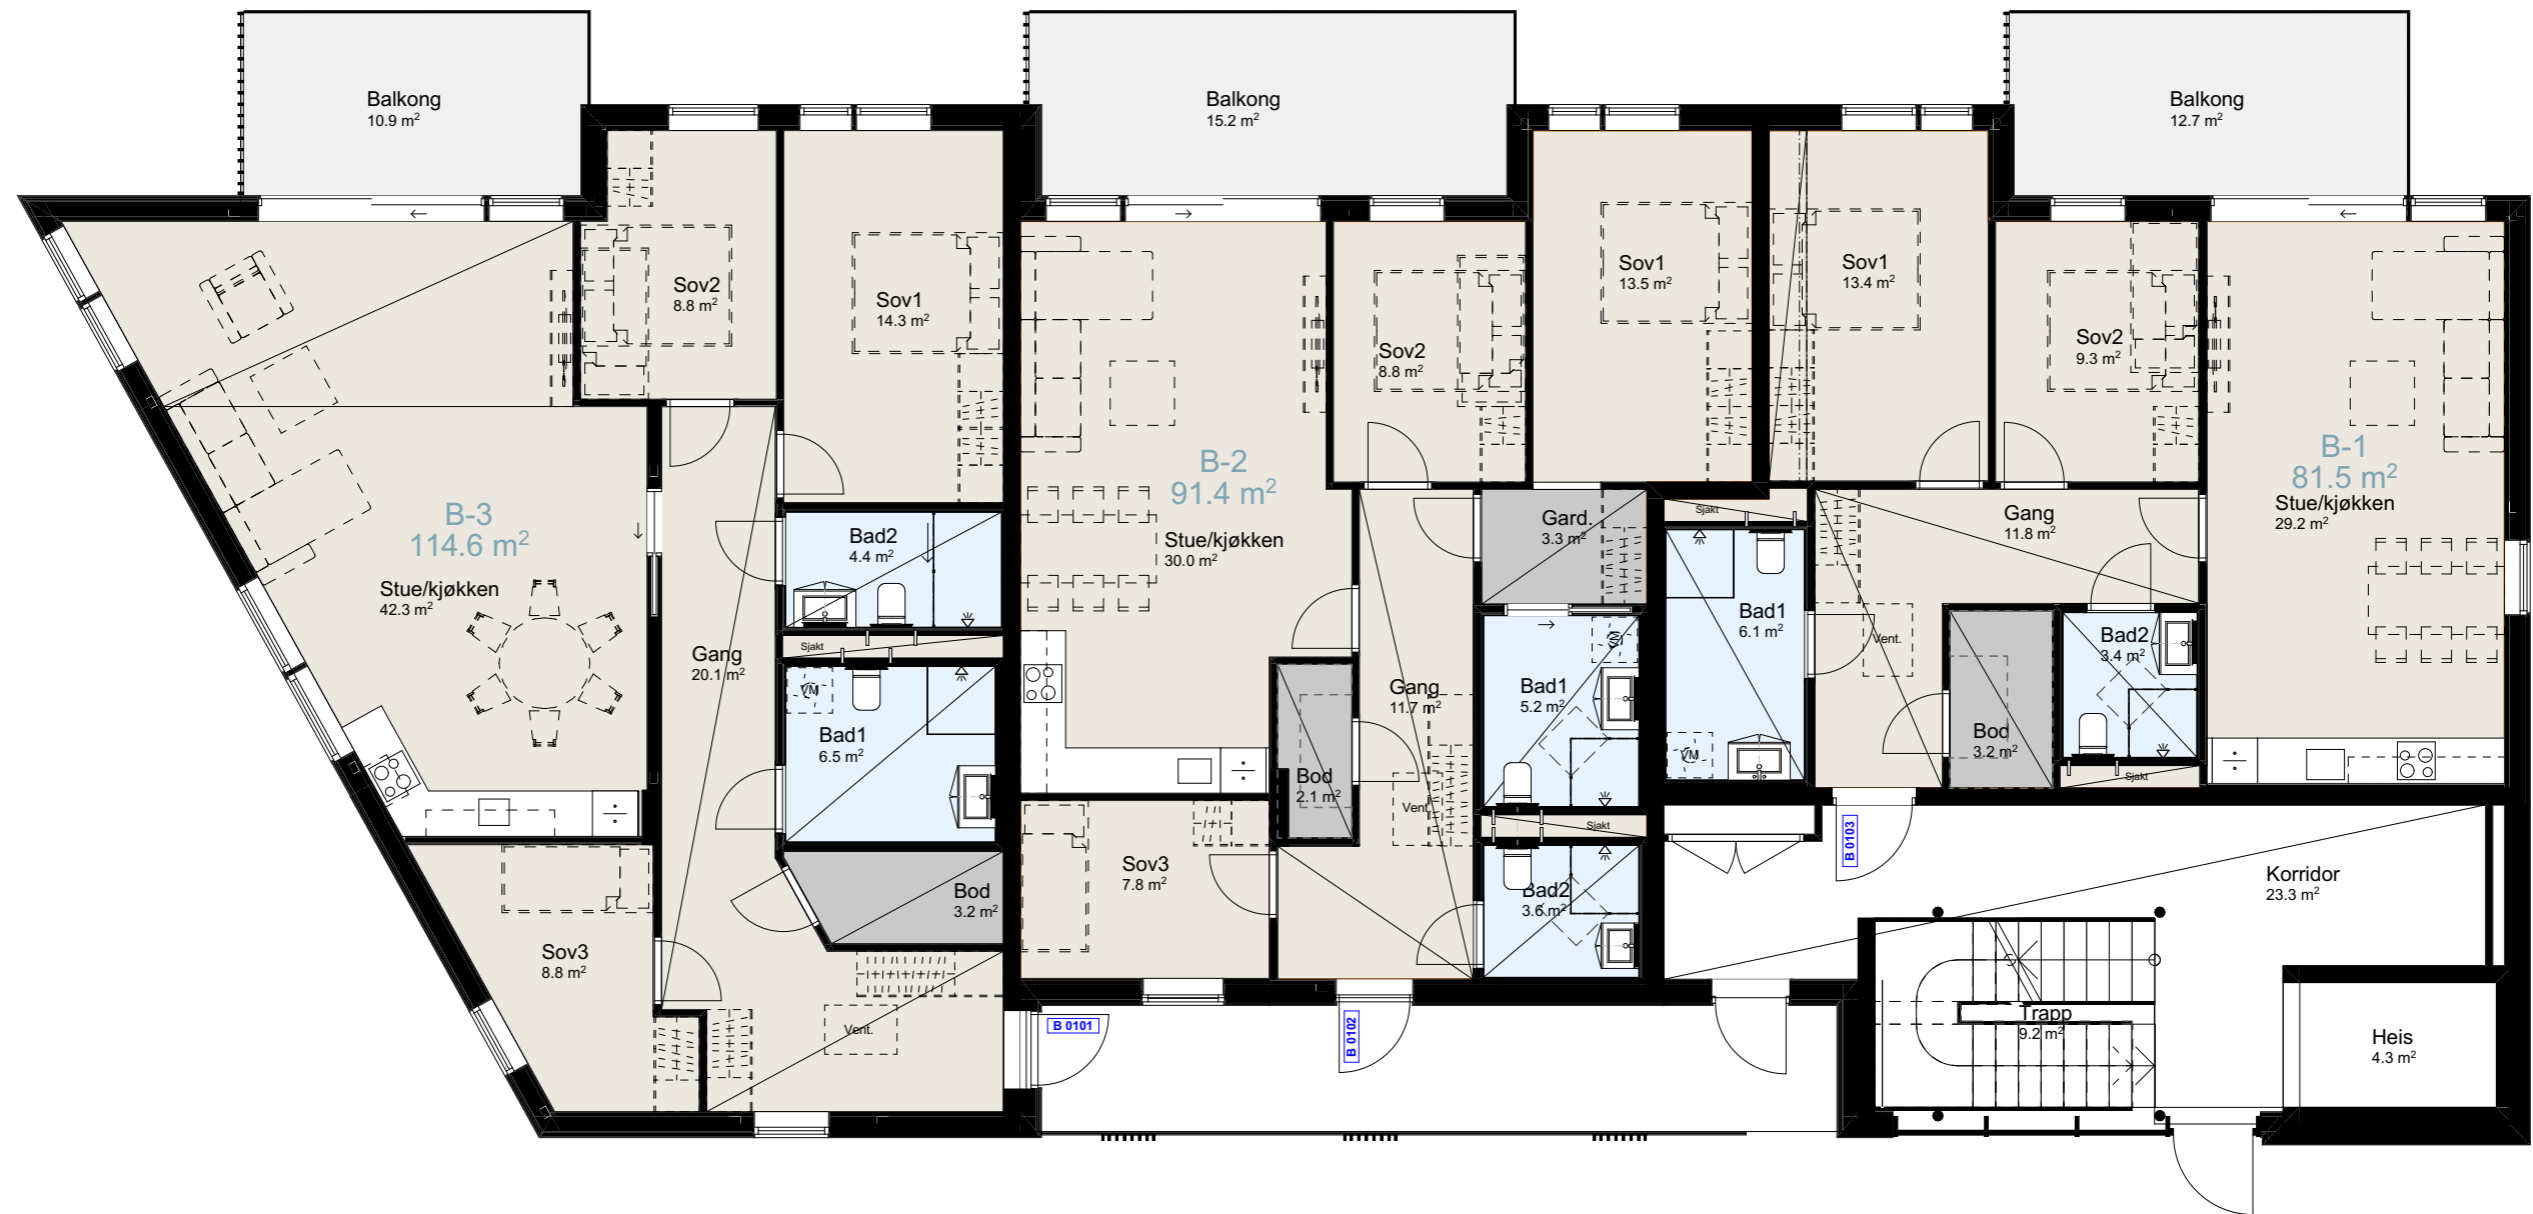 Balkong
10.9 m²
Balkong
15.2 m²
Balkong
12.7 m²
Sov2
8.8 m²
Sov1
14.3 m²
Sov2
8.8 m²
Sov1
13.5 m²
Sov1
13.4 m²
Sov2
9.3 m²
B-3
114.6 m²
Stue/kjøkken
42.3 m²
B-2
91.4 m²
Stue/kjøkken
30.0 m²
B-1
81.5 m²
Stue/kjøkken
29.2 m²
Bad2
4.4 m²
Sjakt
Gang
20.1 m²
VM
Bad1
6.5 m²
Bod
3.2 m²
Sov3
8.8 m²
Vent.
Gard.
3.3 m²
Gang
11.7 m²
VM
Bad1
5.2 m²
Bod
2.1 m²
Vent.
Sjakt
Sov3
7.8 m²
Bad2
3.6 m²
Sjakt
Gang
11.8 m²
Bad1
6.1 m²
VM
Vent.
Bad2
3.4 m²
Bod
3.2 m²
Sjakt
B 0103
Korridor
23.3 m²
B 0101
B 0102
Trapp
9.2 m²
Heis
4.3 m²